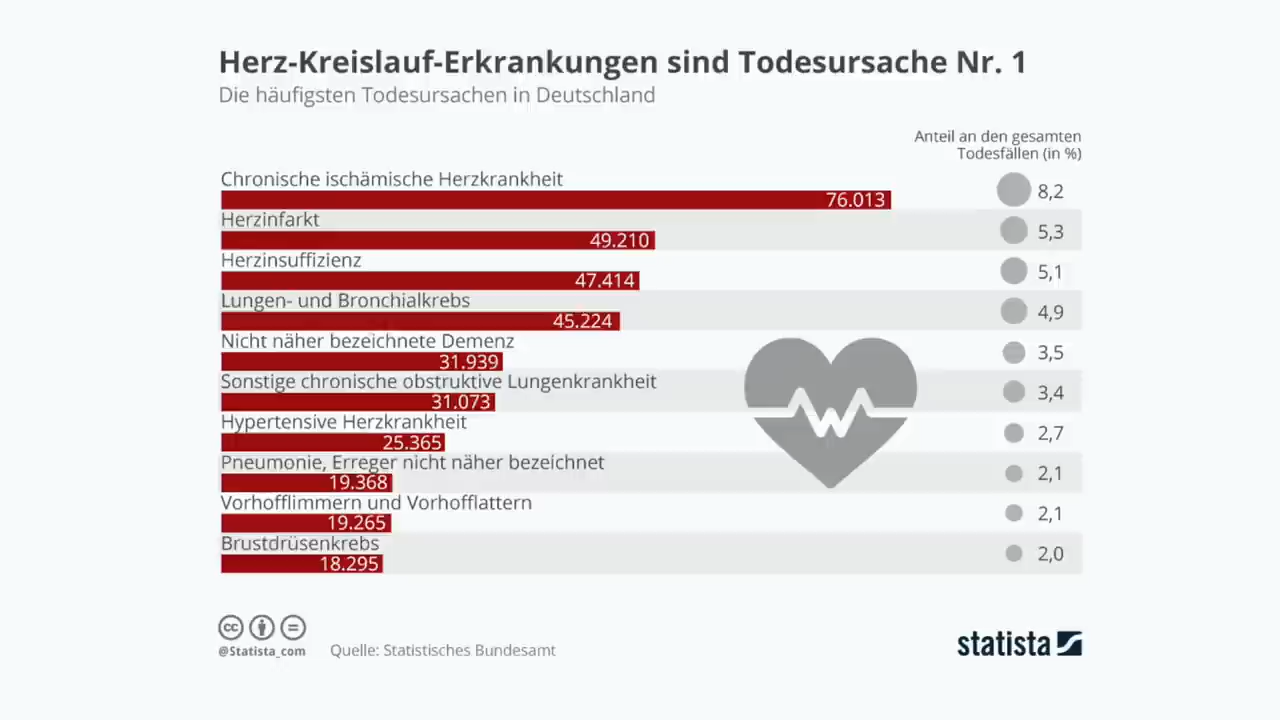 Herz-Kreislauf-Erkrankungen sind Todesursache Nr. 1
Die häufigsten Todesursachen in Deutschland
Anteil an den gesamten
Todesfällen (in %)
Chronische ischämische Herzkrankheit
76.013 8,2
Herzinfarkt
49.210 5,3
Herzinsuffizienz
47.414 5,1
Lungen- und Bronchialkrebs
45.224 4,9
Nicht näher bezeichnete Demenz
31.939 3,5
Sonstige chronische obstruktive Lungenkrankheit
31.073 3,4
Hypertensive Herzkrankheit
25.365 2,7
Pneumonie, Erreger nicht näher bezeichnet
19.368 2,1
Vorhofflimmern und Vorhofflattern
19.265 2,1
Brustdrüsenkrebs
18.295 2,0
cc
@Statista_com Quelle: Statistisches Bundesamt
statista